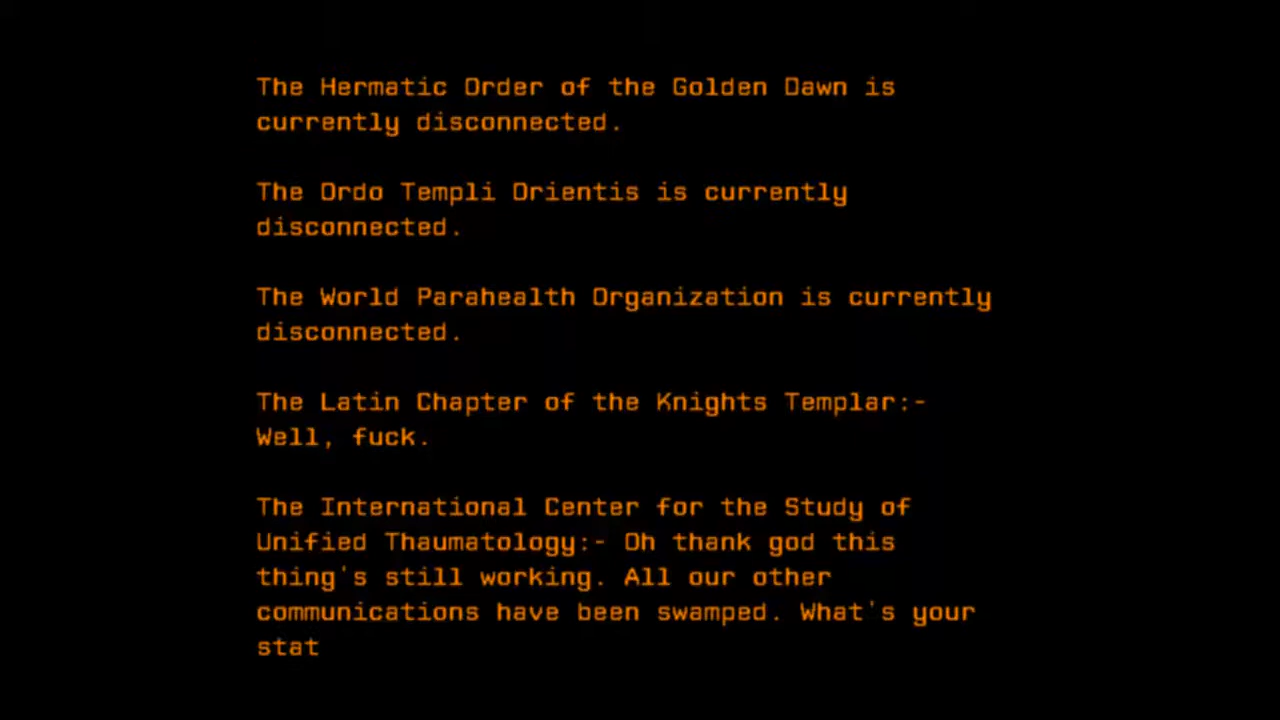 The Hermatic Order of the Golden Dawn is
currently disconnected.
The Ordo Templi Orientis is currently
disconnected.
The World Parahealth Organization is currently
disconnected.
The Latin Chapter of the Knights Templar:-
Well, fuck.
The International Center for the Study of
Unified Thaumatology:- Oh thank god this
thing's still working. All our other
communications have been swamped. What's your
stat